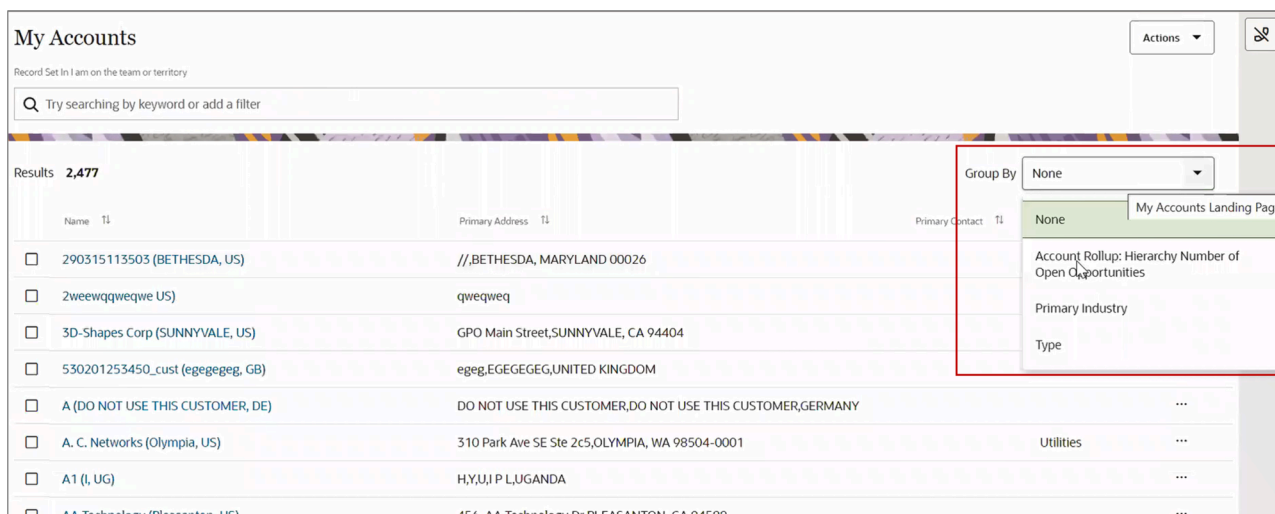 My Accounts
Actions
Record Set In I am on the team or territory
Try searching by keyword or add a filter
Results 2,477
Group By None
My Accounts Landing Pag
Name
Primary Address
Primary Contact
None
290315113503 (BETHESDA, US)
//,BETHESDA, MARYLAND 00026
Account Rollup: Hierarchy Number of
Open Opportunities
2weewqqweqwe US)
qweqweq
Primary Industry
3D-Shapes Corp (SUNNYVALE, US)
GPO Main Street,SUNNYVALE, CA 94404
Type
530201253450_cust (egegegeg, GB)
egeg,EGEGEGEG,UNITED KINGDOM
A (DO NOT USE THIS CUSTOMER, DE)
DO NOT USE THIS CUSTOMER,DO NOT USE THIS CUSTOMER,GERMANY
...
A. C. Networks (Olympia, US)
310 Park Ave SE Ste 2c5,OLYMPIA, WA 98504-0001
Utilities
...
A1 (I, UG)
H,Y,U,I P L,UGANDA
...